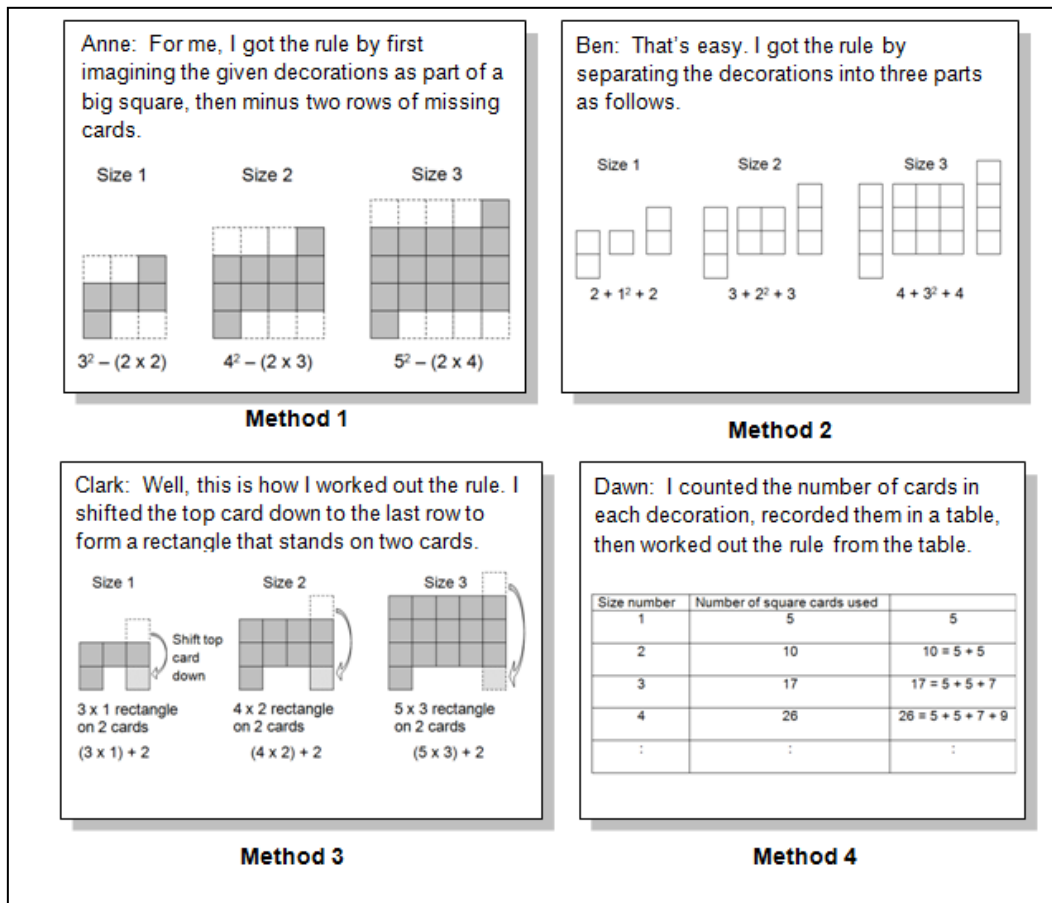 Anne: For me, I got the rule by first
imagining the given decorations as part of a
big square, then minus two rows of missing
cards.
Size 1 Size 2 Size 3
3² – (2 x 2) 4² – (2 x 3) 5² – (2 x 4)
Method 1
Ben: That's easy. I got the rule by
separating the decorations into three parts
as follows.
Size 1 Size 2 Size 3
2 + 1² + 2 3 + 2² + 3 4 + 3² + 4
Method 2
Clark: Well, this is how I worked out the rule. I
shifted the top card down to the last row to
form a rectangle that stands on two cards.
Size 1 Size 2 Size 3
Shift top
card
down
3 x 1 rectangle 4 x 2 rectangle 5 x 3 rectangle
on 2 cards on 2 cards on 2 cards
(3 x 1) + 2 (4 x 2) + 2 (5 x 3) + 2
Method 3
Dawn: I counted the number of cards in
each decoration, recorded them in a table,
then worked out the rule from the table.
Size number Number of square cards used
1 5 5
2 10 10 = 5 + 5
3 17 17 = 5 + 5 + 7
4 26 26 = 5 + 5 + 7 + 9
: : :
Method 4